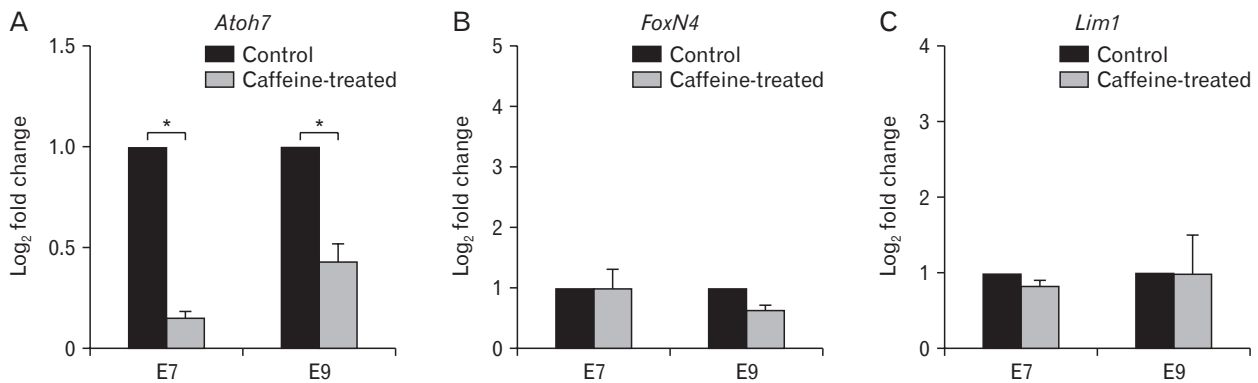 A
Atoh7
Control
Caffeine-treated
Log2 fold change
1.5
1.0
0.5
0
*
*
E7
E9
B
FoxN4
Control
Caffeine-treated
Log2 fold change
5
4
3
2
1
0
E7
E9
C
Lim1
Control
Caffeine-treated
Log2 fold change
4
3
2
1
0
E7
E9